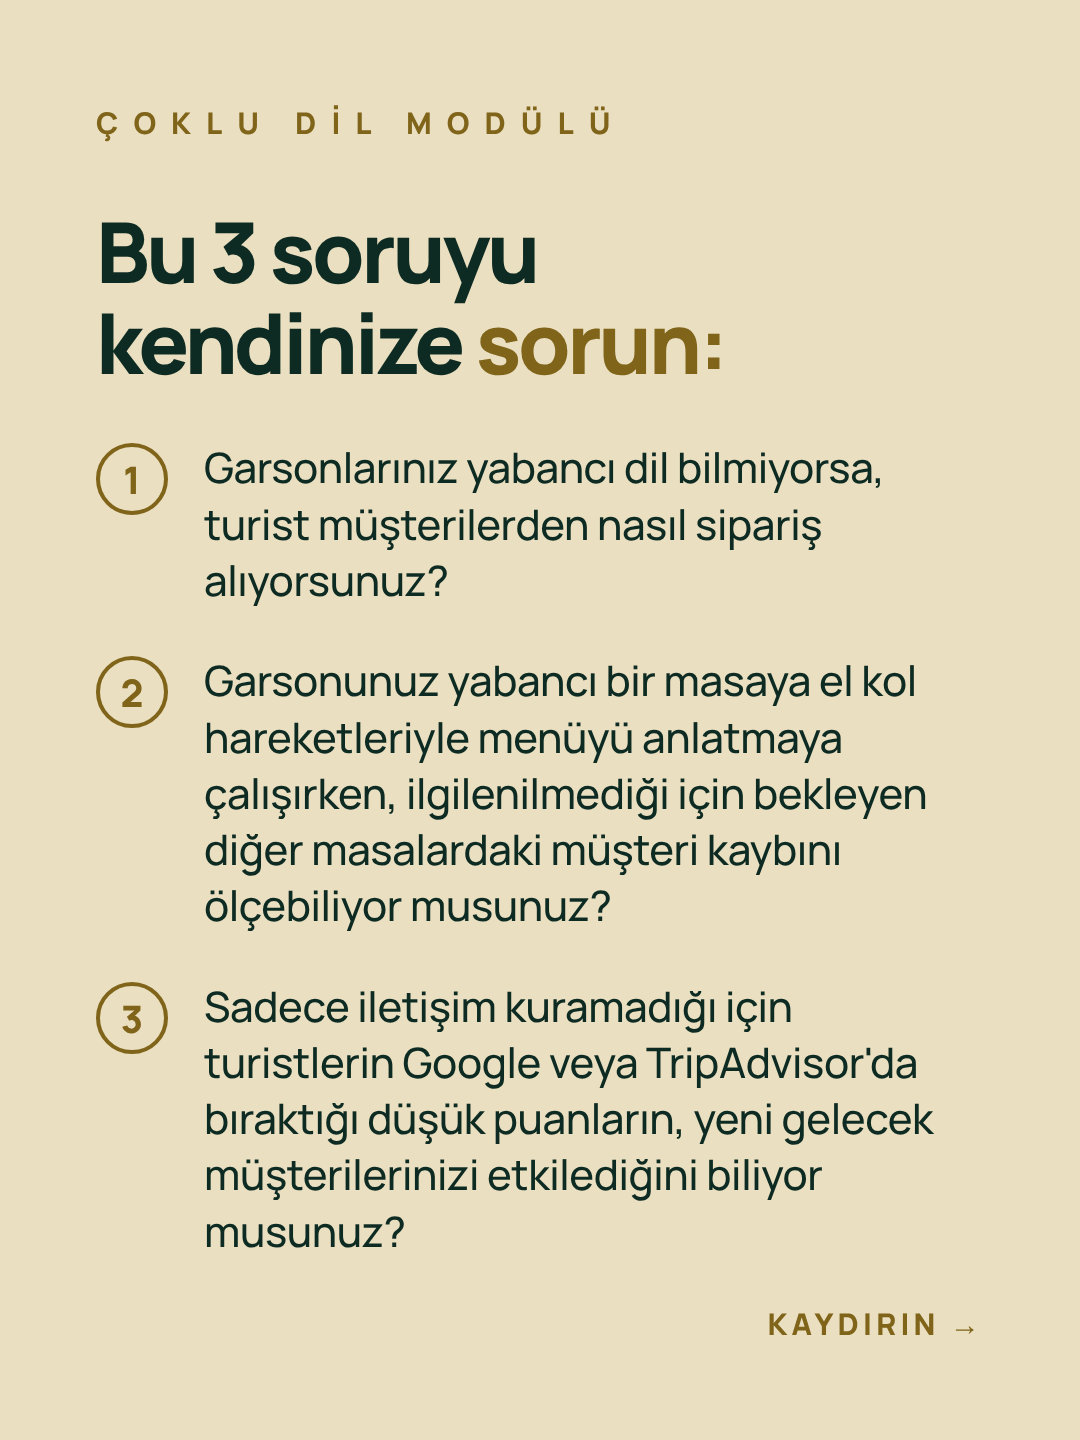 ÇOKLU DİL MODÜLÜ
Bu 3 soruyu
kendinize sorun:
1 Garsonlarınız yabancı dil bilmiyorsa,
turist müşterilerden nasıl sipariş
alıyorsunuz?
2 Garsonunuz yabancı bir masaya el kol
hareketleriyle menüyü anlatmaya
çalışırken, ilgilenilmediği için bekleyen
diğer masalardaki müşteri kaybını
ölçebiliyor musunuz?
3 Sadece iletişim kuramadığı için
turistlerin Google veya TripAdvisor'da
bıraktığı düşük puanların, yeni gelecek
müşterilerinizi etkilediğini biliyor
musunuz?
KAYDIRIN →